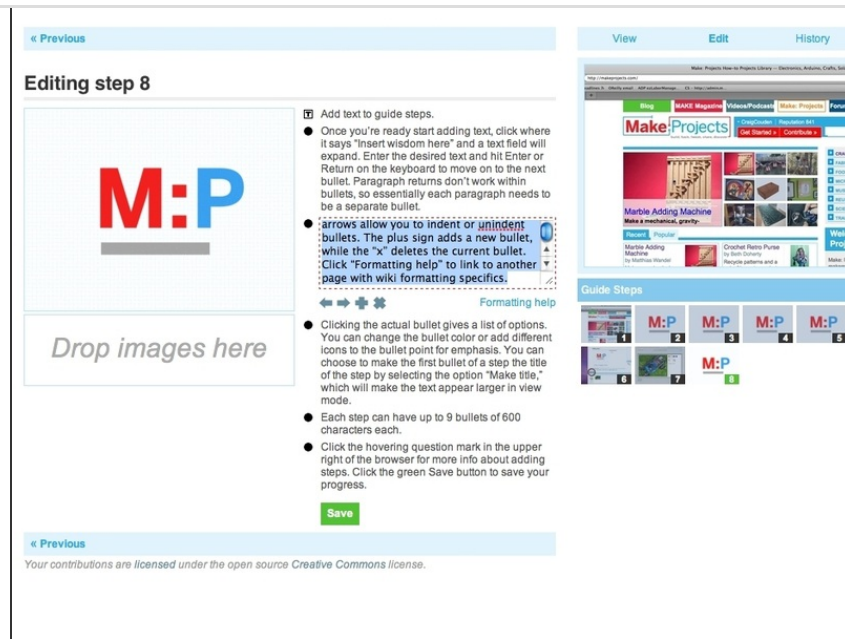 « Previous
View Edit History
Editing step 8
M:P
Drop images here
Add text to guide steps.
Once you're ready start adding text, click where
it says "Insert wisdom here" and a text field will
expand. Enter the desired text and hit Enter or
Return on the keyboard to move on to the next
bullet. Paragraph returns don't work within
bullets, so essentially each paragraph needs to
be a separate bullet.
arrows allow you to indent or unindent
bullets. The plus sign adds a new bullet,
while the "x" deletes the current bullet.
Click "Formatting help" to link to another
page with wiki formatting specifics.
Formatting help
Clicking the actual bullet gives a list of options.
You can change the bullet color or add different
icons to the bullet point for emphasis. You can
choose to make the first bullet of a step the title
of the step by selecting the option "Make title,"
which will make the text appear larger in view
mode.
Each step can have up to 9 bullets of 600
characters each.
Click the hovering question mark in the upper
right of the browser for more info about adding
steps. Click the green Save button to save your
progress.
Save
« Previous
Your contributions are licensed under the open source Creative Commons license.
http://makeprojects.com/
Blog MAKE Magazine Videos/Podcasts Make: Projects
Make: Projects
CraigCouden Reputation 841
Get Started » Contribute »
Marble Adding Machine
Make a mechanical, gravity-
Recent Popular
Marble Adding
Machine
by Matthias Wandel
Crochet Retro Purse
by Beth Doherty
Recycle patterns and a
Guide Steps
1
M:P 2
M:P 3
M:P 4
M:P 5
6
7
M:P 8